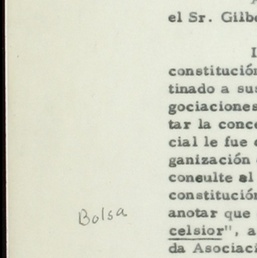 el Sr. Gilbe
constitución
tinado a sus
gociaciones
tar la conce
cial le fue
ganización
consulte al
constitución
Bolsa
anotar que
celsior", a
da Asociaci